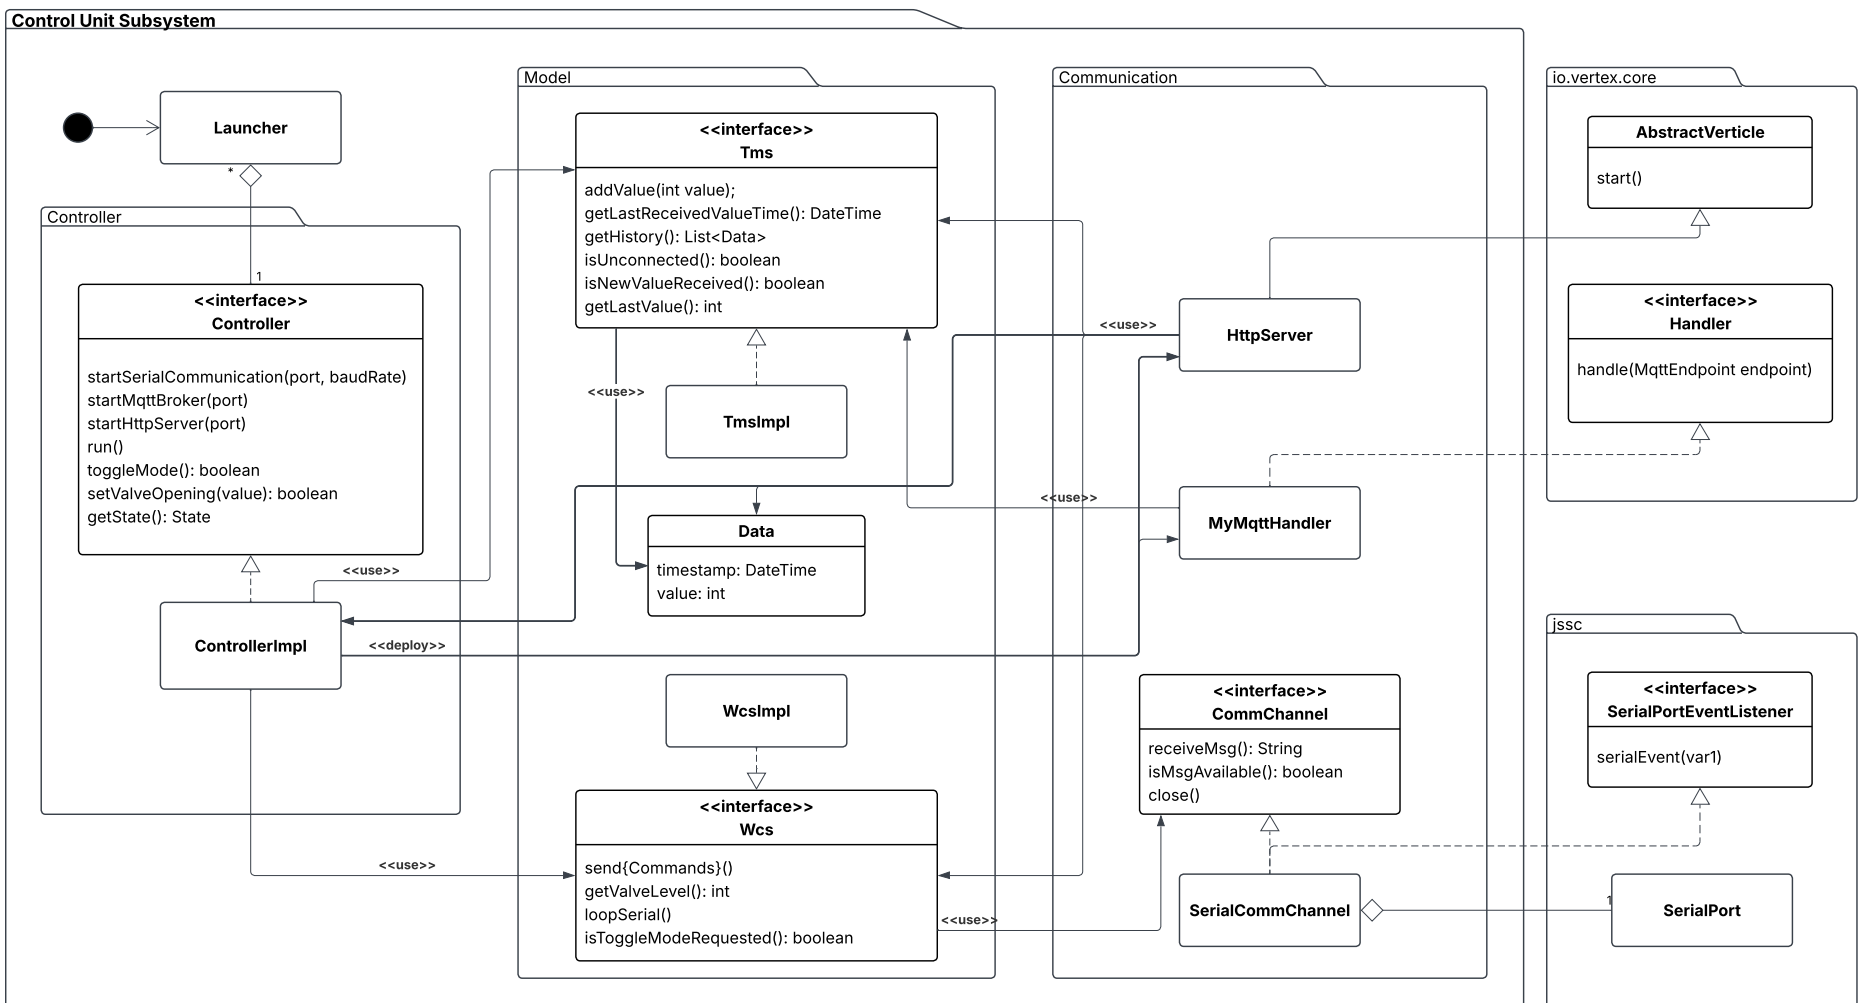 Control Unit Subsystem
Launcher
*
Controller
1
<<interface>>
Controller
startSerialCommunication(port, baudRate)
startMqttBroker(port)
startHttpServer(port)
run()
toggleMode(): boolean
setValveOpening(value): boolean
getState(): State
<<use>>
ControllerImpl
<<deploy>>
<<use>>
Model
<<interface>>
Tms
addValue(int value);
getLastReceivedValueTime(): DateTime
getHistory(): List<Data>
isUnconnected(): boolean
isNewValueReceived(): boolean
getLastValue(): int
<<use>>
TmsImpl
Data
timestamp: DateTime
value: int
WcsImpl
<<interface>>
Wcs
send{Commands}()
getValveLevel(): int
loopSerial()
isToggleModeRequested(): boolean
<<use>>
Communication
<<use>>
HttpServer
<<use>>
MyMqttHandler
<<interface>>
CommChannel
receiveMsg(): String
isMsgAvailable(): boolean
close()
SerialCommChannel
io.vertex.core
AbstractVerticle
start()
<<interface>>
Handler
handle(MqttEndpoint endpoint)
jssc
<<interface>>
SerialPortEventListener
serialEvent(var1)
1
SerialPort